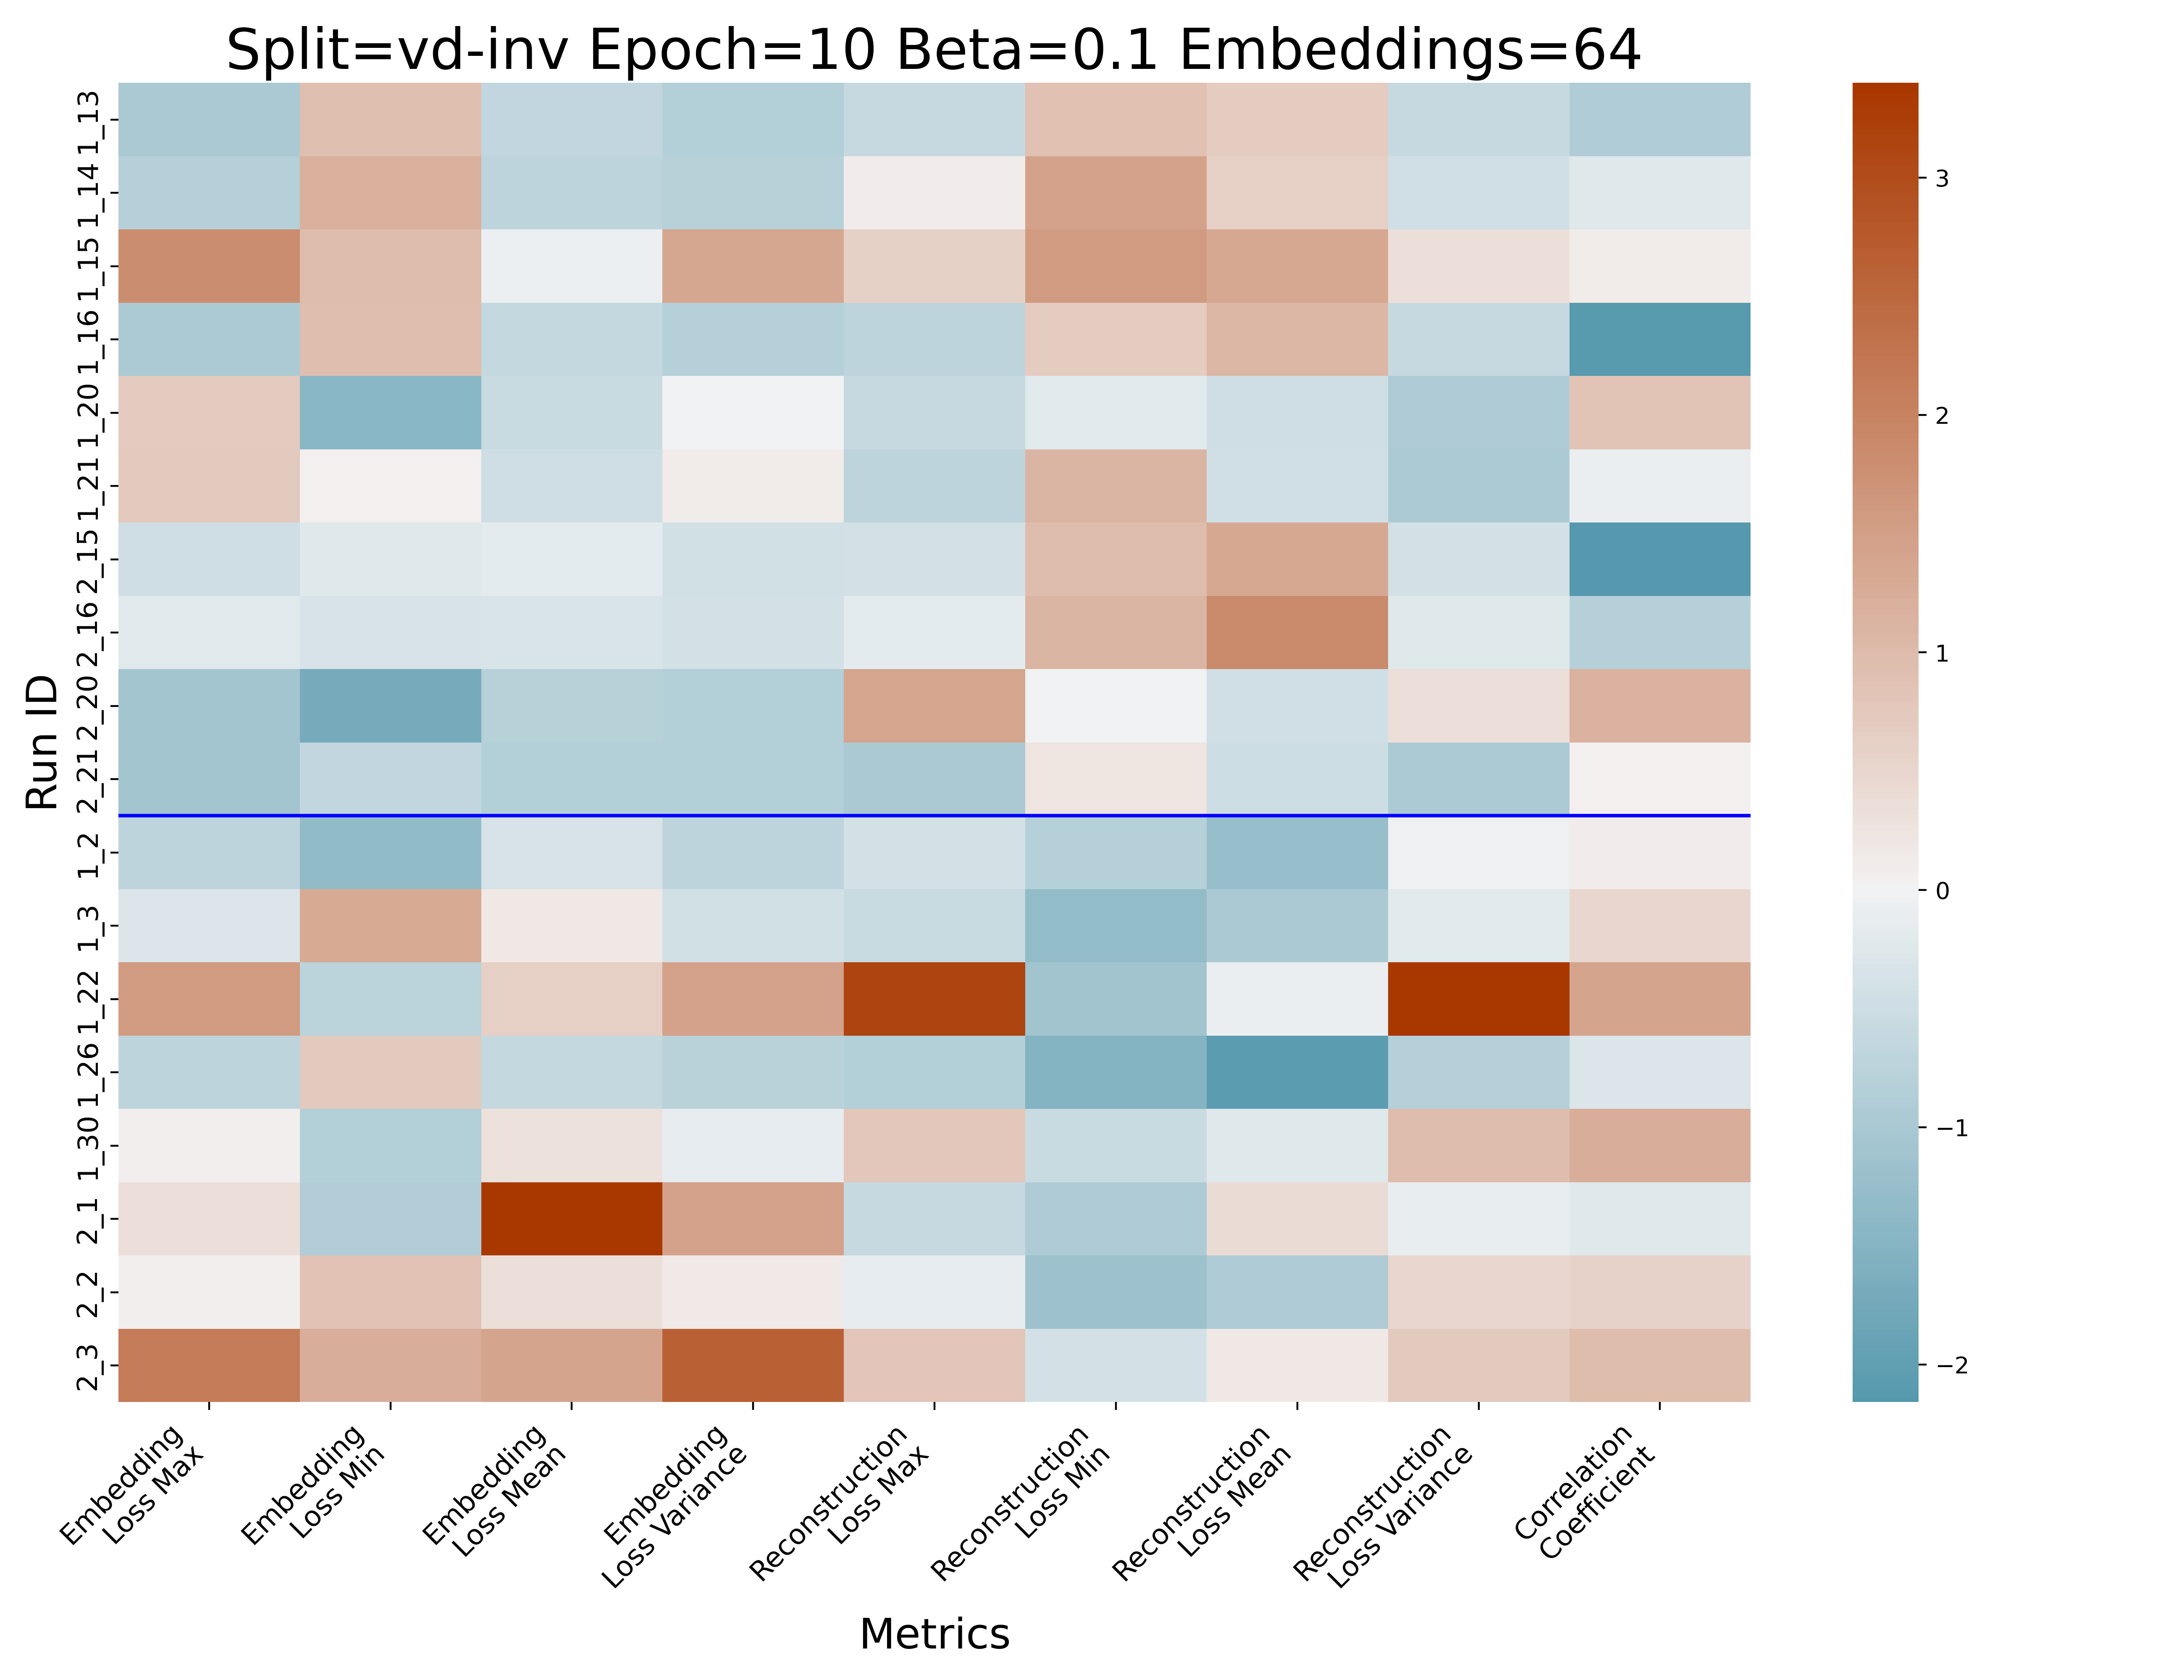 Split=vd-inv Epoch=10 Beta=0.1 Embeddings=64
Run ID
1_13
1_14
1_15
1_16
1_20
1_21
2_15
2_16
2_20
2_21
1_2
1_3
1_22
1_26
1_30
2_1
2_2
2_3
Embedding
Loss Max
Embedding
Loss Min
Embedding
Loss Mean
Embedding
Loss Variance
Reconstruction
Loss Max
Reconstruction
Loss Min
Reconstruction
Loss Mean
Reconstruction
Loss Variance
Correlation
Coefficient
Metrics
3
2
1
0
−1
−2